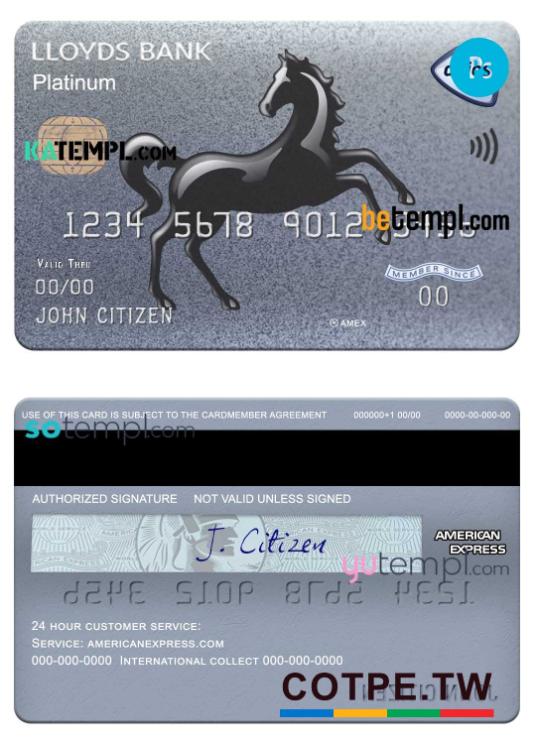 LLOYDS BANK
Platinum
Ps
KATEMPL.COM
1234 5678 9012
betempl.com
VALID THRU
00/00
MEMBER SINCE
00
JOHN CITIZEN
AMEX
USE OF THIS CARD IS SUBJECT TO THE CARDMEMBER AGREEMENT 000000+1 00/00 0000-00-000-00
sotempl.com
AUTHORIZED SIGNATURE NOT VALID UNLESS SIGNED
J. Citizen
AMERICAN
EXPRESS
yutempl.com
24 HOUR CUSTOMER SERVICE:
SERVICE: AMERICANEXPRESS.COM
000-000-0000 INTERNATIONAL COLLECT 000-000-0000
COTPE.TW